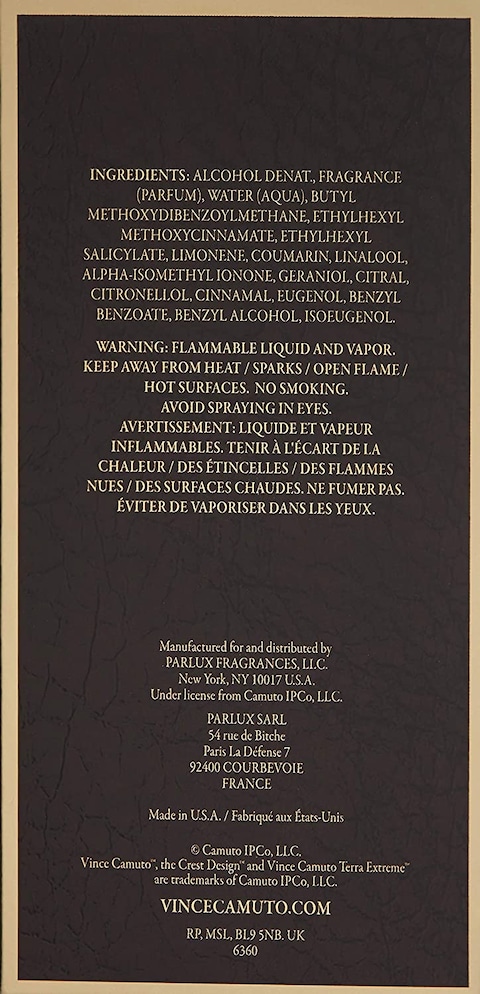 INGREDIENTS: ALCOHOL DENAT., FRAGRANCE
(PARFUM), WATER (AQUA), BUTYL
METHOXYDIBENZOYLMETHANE, ETHYLHEXYL
METHOXYCINNAMATE, ETHYLHEXYL
SALICYLATE, LIMONENE, COUMARIN, LINALOOL,
ALPHA-ISOMETHYL IONONE, GERANIOL, CITRAL,
CITRONELLOL, CINNAMAL, EUGENOL, BENZYL
BENZOATE, BENZYL ALCOHOL, ISOEUGENOL.
WARNING: FLAMMABLE LIQUID AND VAPOR.
KEEP AWAY FROM HEAT / SPARKS / OPEN FLAME /
HOT SURFACES. NO SMOKING.
AVOID SPRAYING IN EYES.
AVERTISSEMENT: LIQUIDE ET VAPEUR
INFLAMMABLES. TENIR À L'ÉCART DE LA
CHALEUR / DES ÉTINCELLES / DES FLAMMES
NUES / DES SURFACES CHAUDES. NE FUMER PAS.
ÉVITER DE VAPORISER DANS LES YEUX.
Manufactured for and distributed by
PARLUX FRAGRANCES, LLC.
New York, NY 10017 U.S.A.
Under license from Camuto IPCo, LLC.
PARLUX SARL
54 rue de Bitche
Paris La Défense 7
92400 COURBEVOIE
FRANCE
Made in U.S.A. / Fabriqué aux États-Unis
© Camuto IPCo, LLC.
Vince Camuto™, the Crest Design™ and Vince Camuto Terra Extreme™
are trademarks of Camuto IPCo, LLC.
VINCECAMUTO.COM
RP, MSL, BL9 5NB. UK
6360